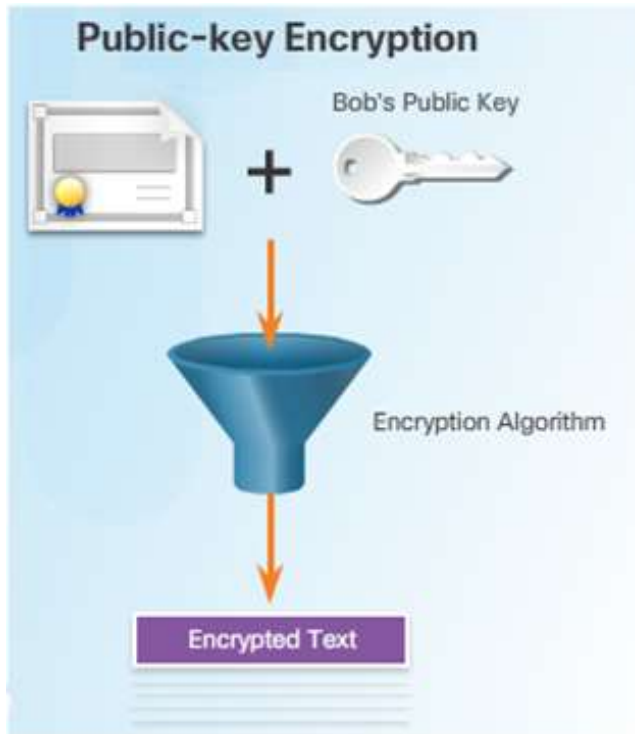 Public-key Encryption
Bob's Public Key
+
Encryption Algorithm
Encrypted Text